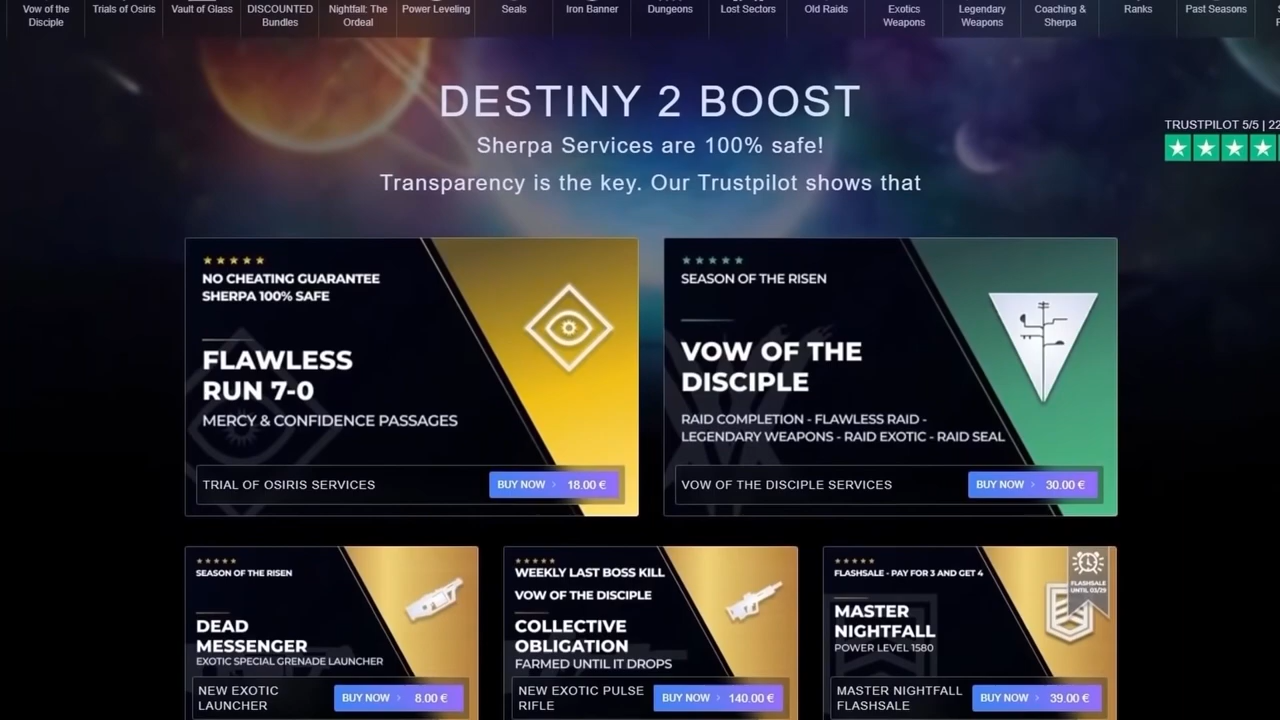 Vow of the
Disciple
Trials of Osiris
Vault of Glass
DISCOUNTED
Bundles
Nightfall: The
Ordeal
Power Leveling
Seals
Iron Banner
Dungeons
Lost Sectors
Old Raids
Exotics
Weapons
Legendary
Weapons
Coaching &
Sherpa
Ranks
Past Seasons
DESTINY 2 BOOST
Sherpa Services are 100% safe!
Transparency is the key. Our Trustpilot shows that
TRUSTPILOT 5/5 | 22
NO CHEATING GUARANTEE
SHERPA 100% SAFE
FLAWLESS
RUN 7-0
MERCY & CONFIDENCE PASSAGES
TRIAL OF OSIRIS SERVICES
BUY NOW › 18.00 €
SEASON OF THE RISEN
VOW OF THE
DISCIPLE
RAID COMPLETION - FLAWLESS RAID -
LEGENDARY WEAPONS - RAID EXOTIC - RAID SEAL
VOW OF THE DISCIPLE SERVICES
BUY NOW › 30.00 €
SEASON OF THE RISEN
DEAD
MESSENGER
EXOTIC SPECIAL GRENADE LAUNCHER
NEW EXOTIC
LAUNCHER
BUY NOW › 8.00 €
WEEKLY LAST BOSS KILL
VOW OF THE DISCIPLE
COLLECTIVE
OBLIGATION
FARMED UNTIL IT DROPS
NEW EXOTIC PULSE
RIFLE
BUY NOW › 140.00 €
FLASHSALE - PAY FOR 3 AND GET 4
FLASHSALE
UNTIL 03/29
MASTER
NIGHTFALL
POWER LEVEL 1580
MASTER NIGHTFALL
FLASHSALE
BUY NOW › 39.00 €